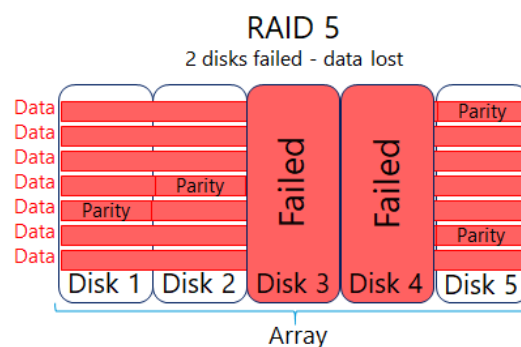 RAID 5
2 disks failed - data lost
Data Parity
Data
Data
Data Parity
Data Parity
Data Parity
Data
Failed Failed
Disk 1 Disk 2 Disk 3 Disk 4 Disk 5
Array